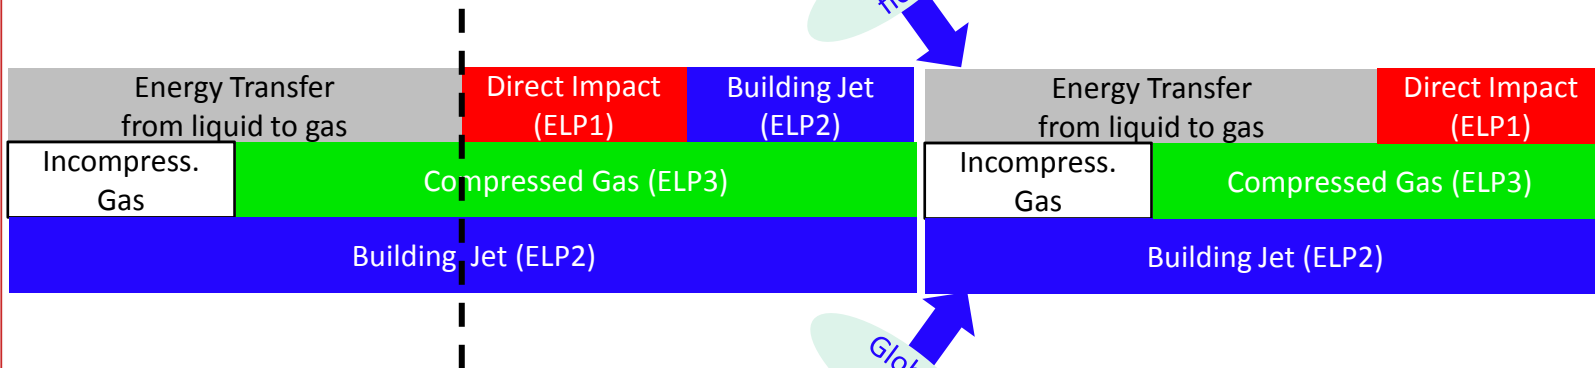 Energy Transfer
from liquid to gas
Direct Impact
(ELP1)
Building Jet
(ELP2)
Energy Transfer
from liquid to gas
Direct Impact
(ELP1)
Incompress.
Gas
Compressed Gas (ELP3)
Incompress.
Gas
Compressed Gas (ELP3)
Building Jet (ELP2)
Building Jet (ELP2)